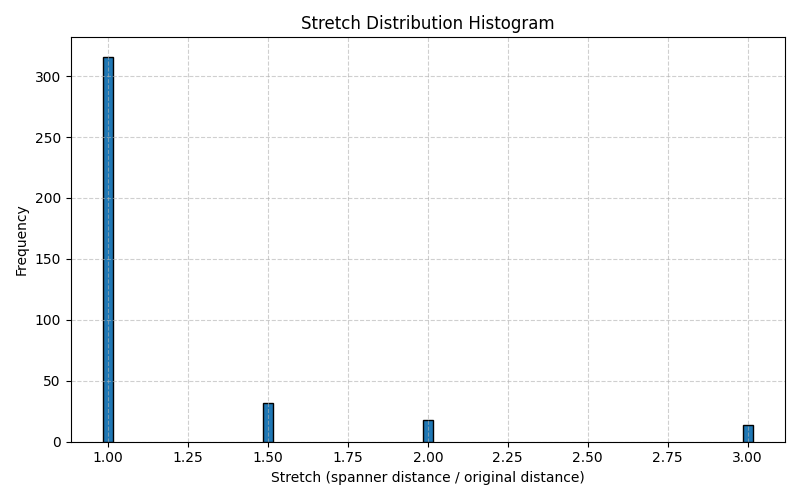 Stretch Distribution Histogram
Frequency
300
250
200
150
100
50
0
1.00 1.25 1.50 1.75 2.00 2.25 2.50 2.75 3.00
Stretch (spanner distance / original distance)